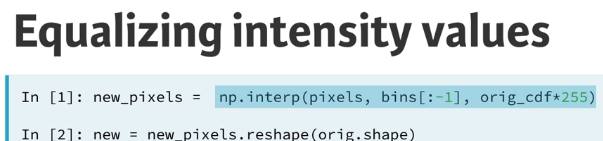 Equalizing intensity values
In [1]: new_pixels = np.interp(pixels, bins[:-1], orig_cdf*255)
In [2]: new = new_pixels.reshape(orig.shape)